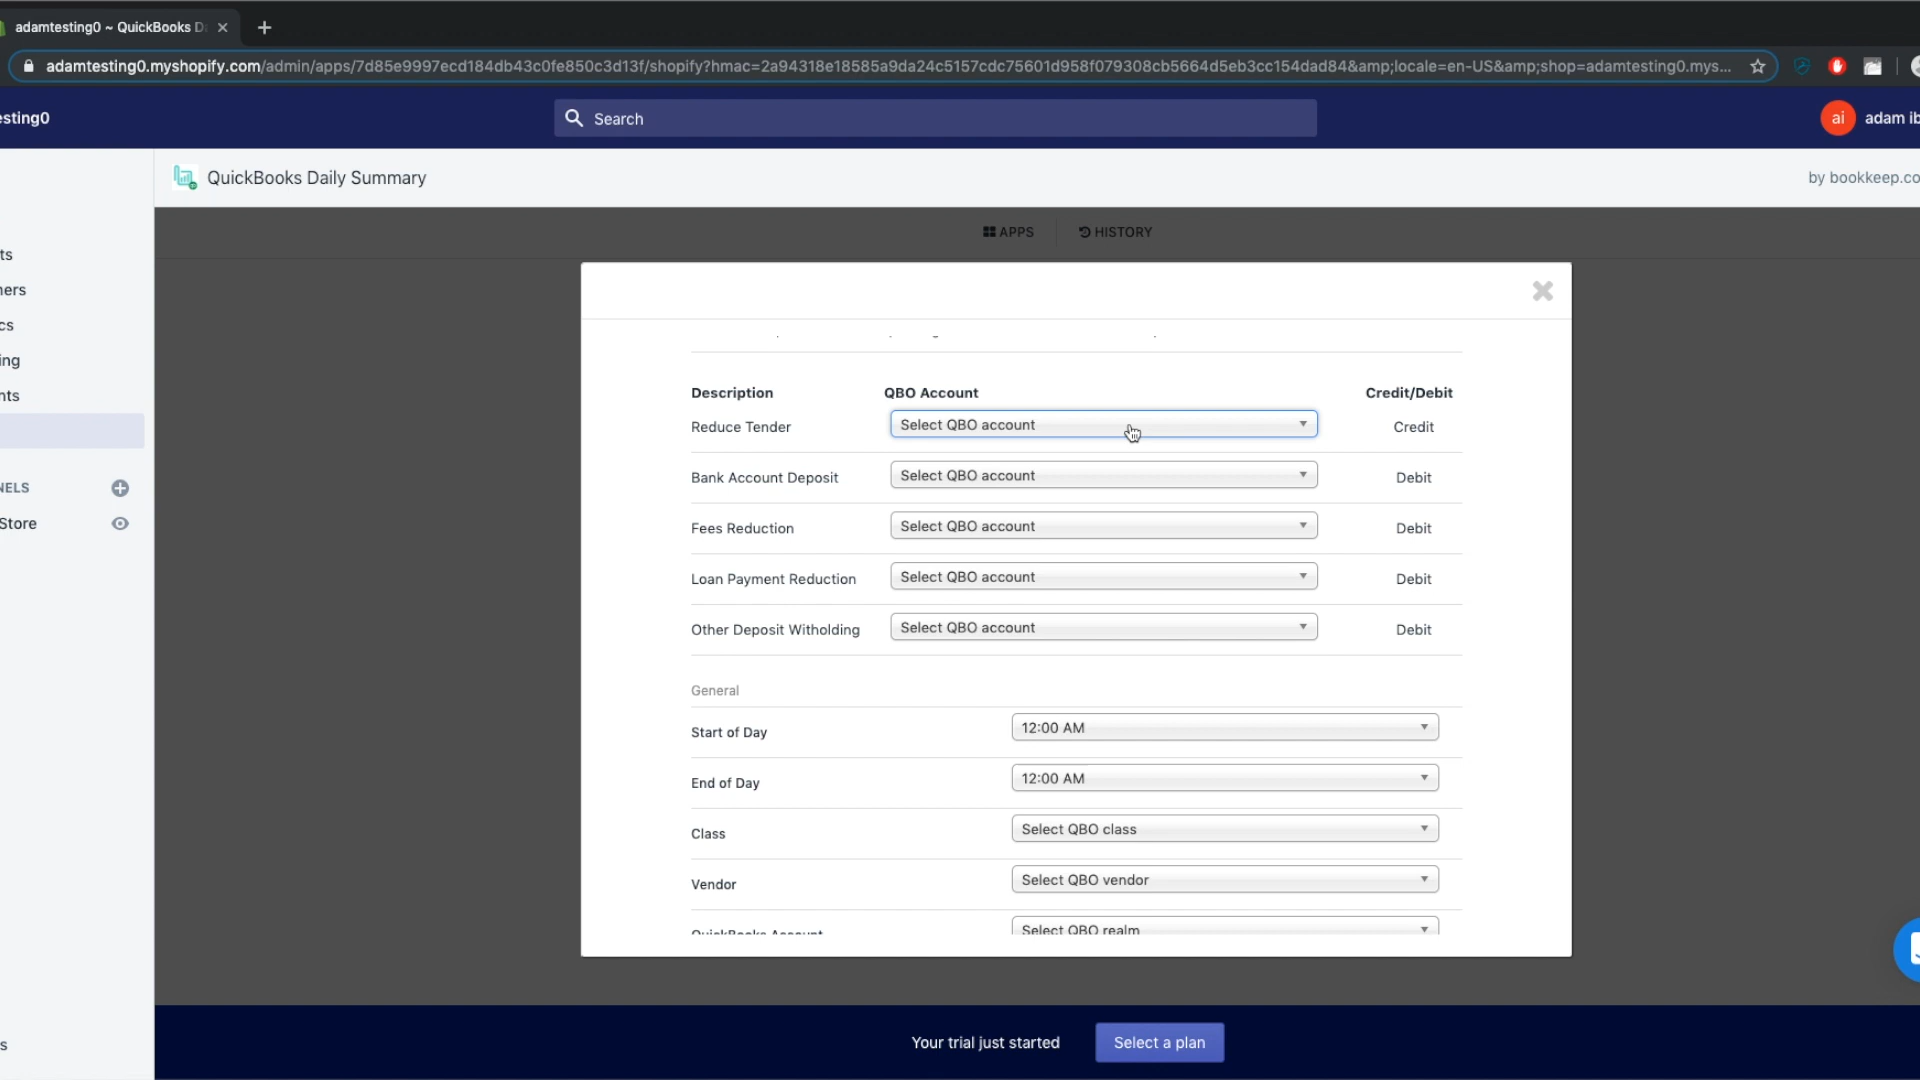 adamtesting0 ~ QuickBooks D
adamtesting0.myshopify.com/admin/apps/7d85e9997ecd184db43c0fe850c3d13f/shopify?hmac=2a94318e18585a9da24c5157cdc75601d958f079308cb5664d5eb3cc154dad84&amp;locale=en-US&amp;shop=adamtesting0.mys...
esting0
Search
ai
adam ib
QuickBooks Daily Summary
by bookkeep.co
APPS
HISTORY
ts
ners
cs
ing
nts
NELS
Store
s
Description QBO Account Credit/Debit
Reduce Tender Select QBO account Credit
Bank Account Deposit Select QBO account Debit
Fees Reduction Select QBO account Debit
Loan Payment Reduction Select QBO account Debit
Other Deposit Witholding Select QBO account Debit
General
Start of Day 12:00 AM
End of Day 12:00 AM
Class Select QBO class
Vendor Select QBO vendor
QuickBooks Account Select QBO realm
Your trial just started
Select a plan